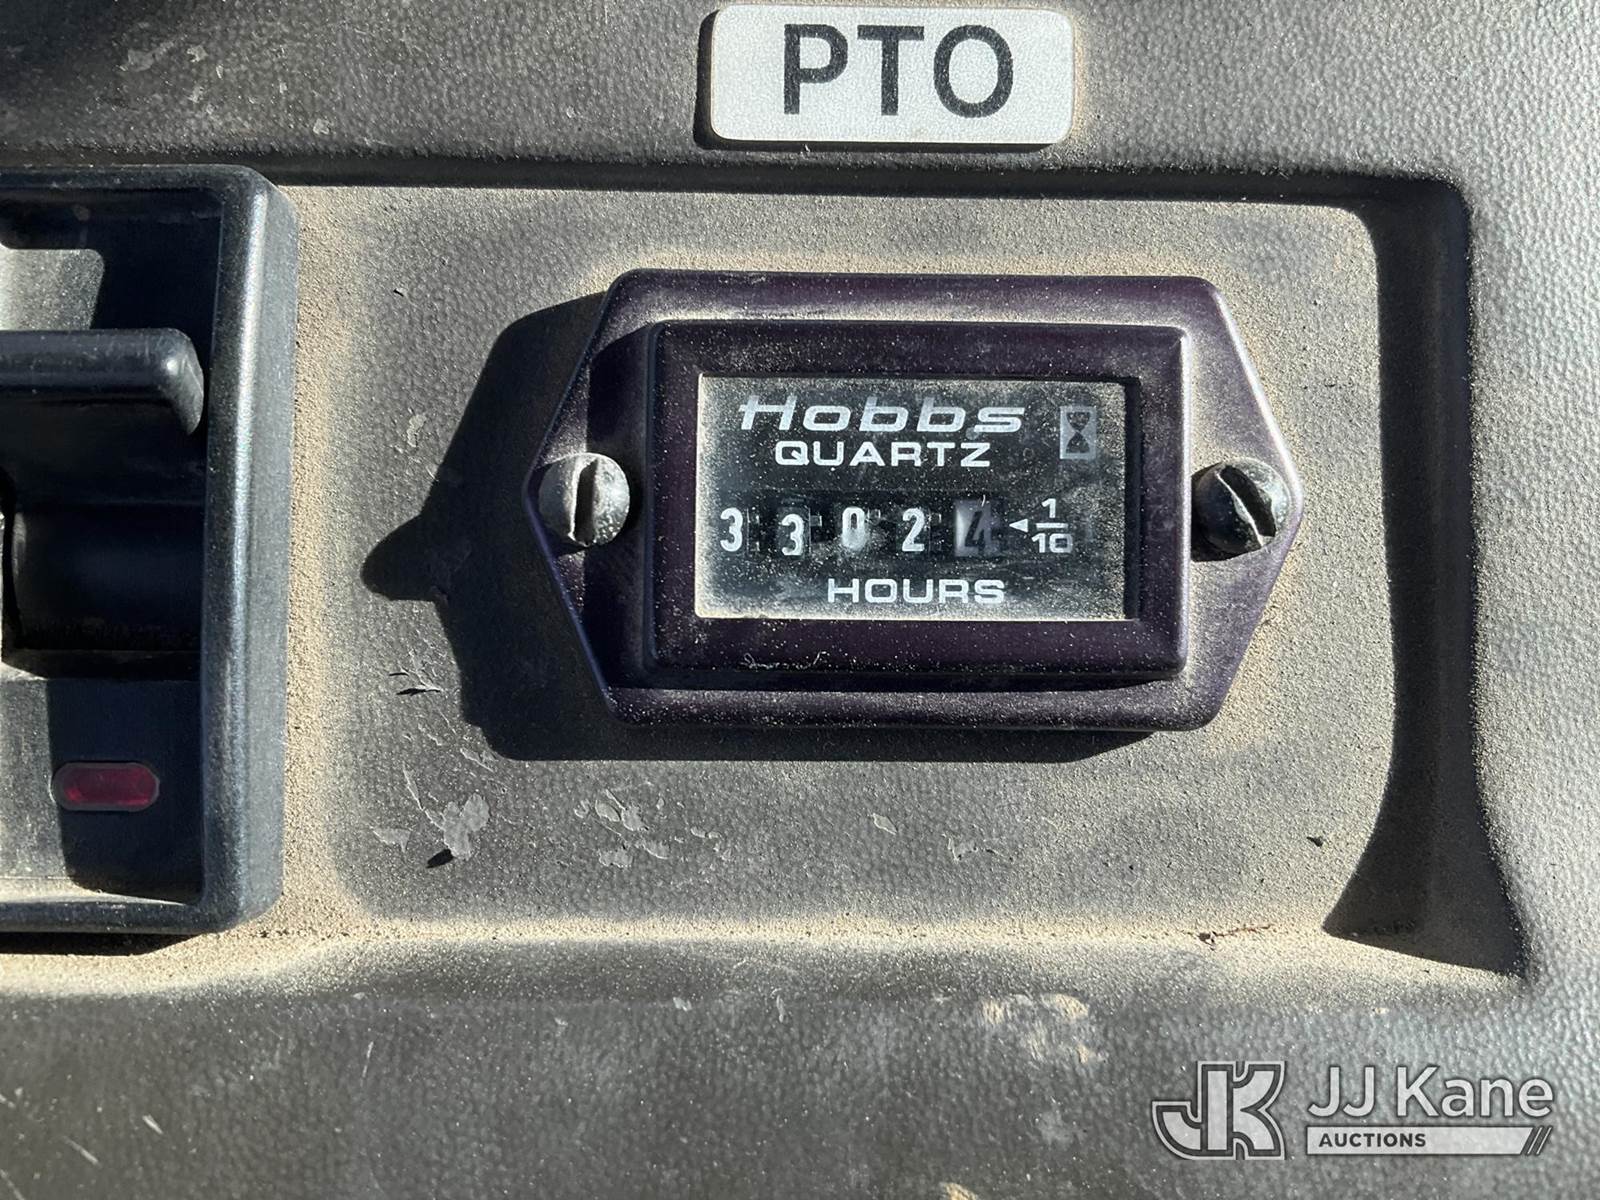 PTO
Hobbs
QUARTZ
3 3 0 2 4 ◄ 1/10
HOURS
JK JJ Kane
AUCTIONS